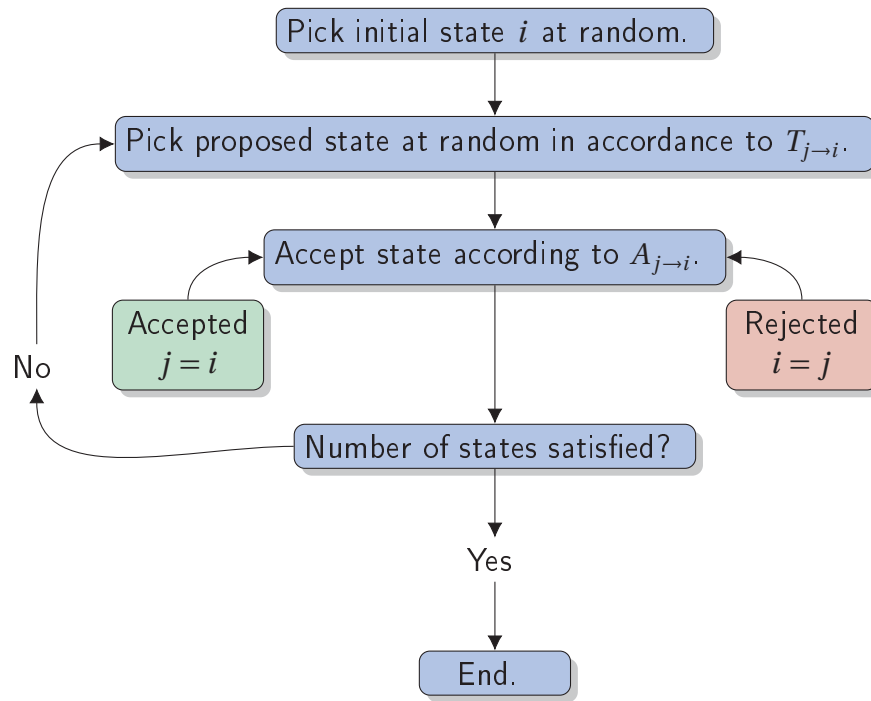 Pick initial state i at random.
Pick proposed state at random in accordance to T_{j→i}.
Accept state according to A_{j→i}.
Accepted
j = i
Rejected
i = j
No
Number of states satisfied?
Yes
End.